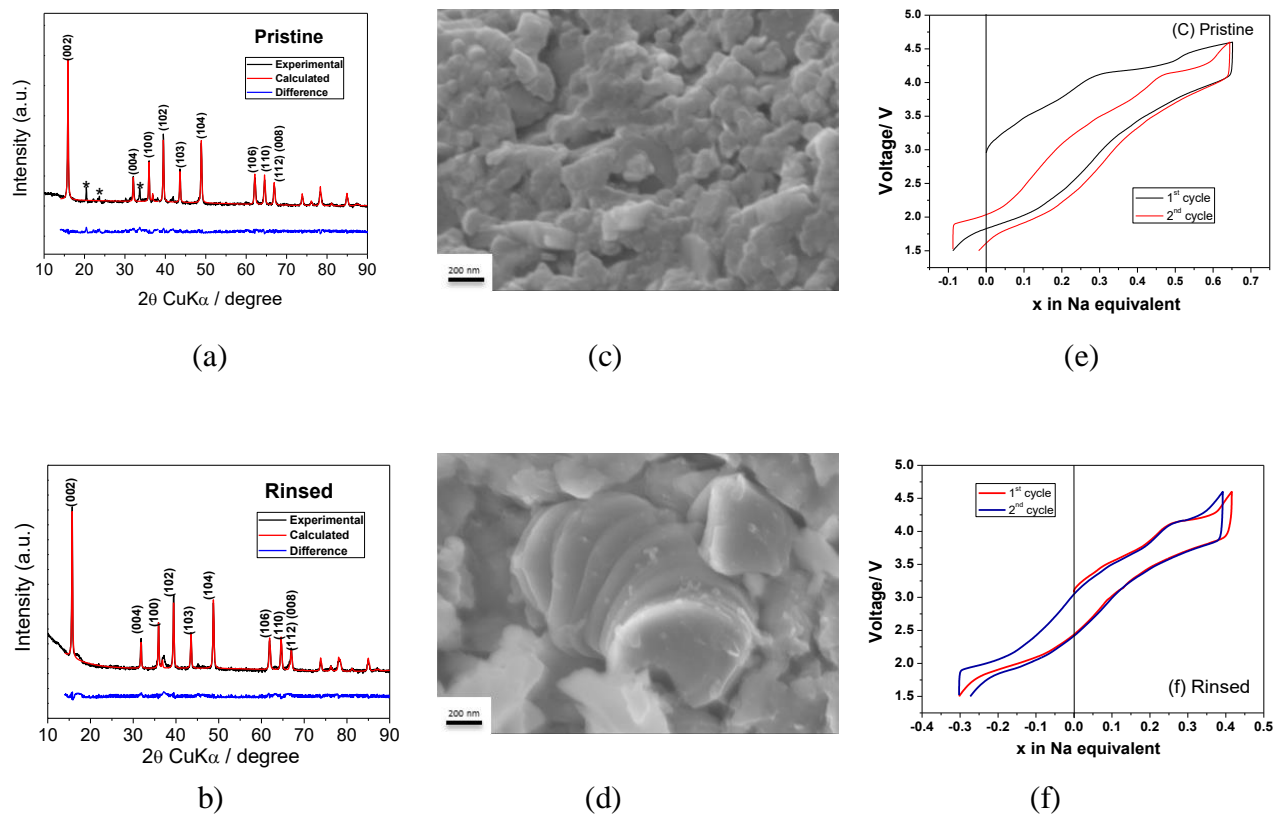 Pristine
Experimental
Calculated
Difference
(002)
(004)
(100)
(102)
(103)
(104)
(106)
(110)
(112) (008)
* * *
Intensity (a.u.)
10 20 30 40 50 60 70 80 90
2θ CuKα / degree
(a)
200 nm
(c)
(C) Pristine
1st cycle
2nd cycle
Voltage/ V
5.0
4.5
4.0
3.5
3.0
2.5
2.0
1.5
-0.1 0.0 0.1 0.2 0.3 0.4 0.5 0.6 0.7
x in Na equivalent
(e)
Rinsed
Experimental
Calculated
Difference
(002)
(004)
(100)
(102)
(103)
(104)
(106)
(110)
(112) (008)
Intensity (a.u.)
10 20 30 40 50 60 70 80 90
2θ CuKα / degree
b)
200 nm
(d)
1st cycle
2nd cycle
(f) Rinsed
Voltage/ V
5.0
4.5
4.0
3.5
3.0
2.5
2.0
1.5
-0.4 -0.3 -0.2 -0.1 0.0 0.1 0.2 0.3 0.4 0.5
x in Na equivalent
(f)